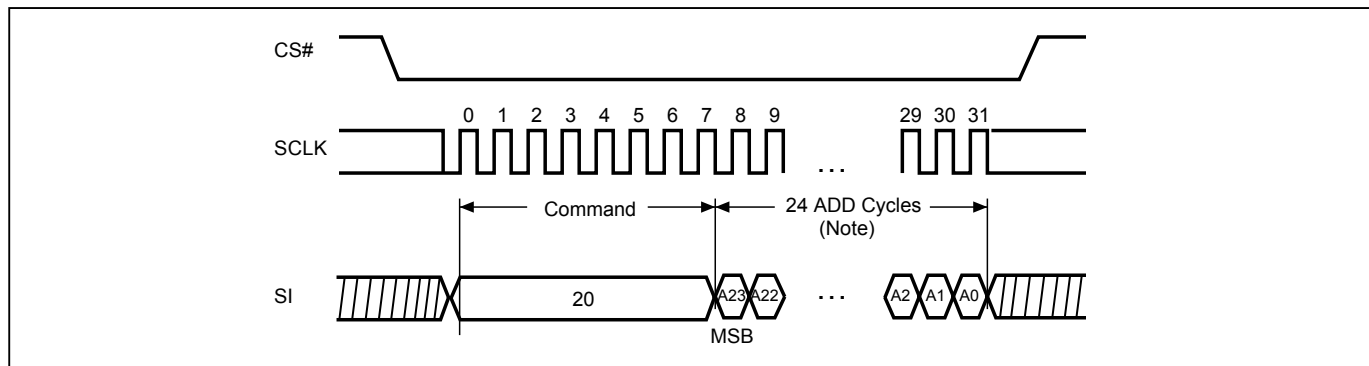 CS#
0 1 2 3 4 5 6 7 8 9 29 30 31
SCLK
...
Command
24 ADD Cycles
(Note)
SI
20
A23 A22 ... A2 A1 A0
MSB